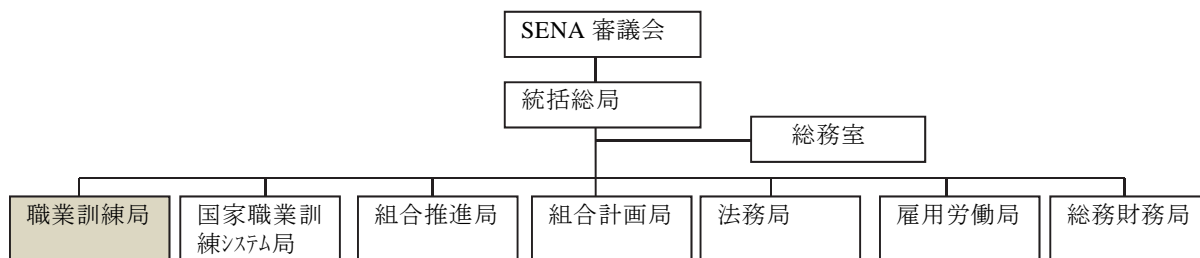 SENA 審議会
統括総局
総務室
職業訓練局
国家職業訓
練ｼｽﾃﾑ局
組合推進局
組合計画局
法務局
雇用労働局
総務財務局